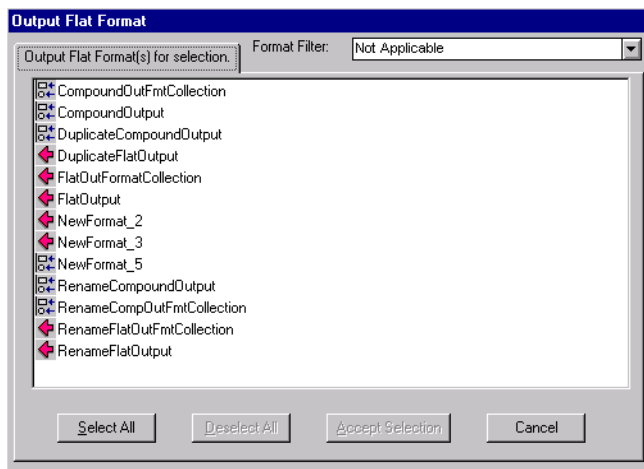 Output Flat Format
Output Flat Format(s) for selection.
Format Filter:
Not Applicable
CompoundOutFmtCollection
CompoundOutput
DuplicateCompoundOutput
DuplicateFlatOutput
FlatOutFormatCollection
FlatOutput
NewFormat_2
NewFormat_3
NewFormat_5
RenameCompoundOutput
RenameCompOutFmtCollection
RenameFlatOutFmtCollection
RenameFlatOutput
Select All
Deselect All
Accept Selection
Cancel